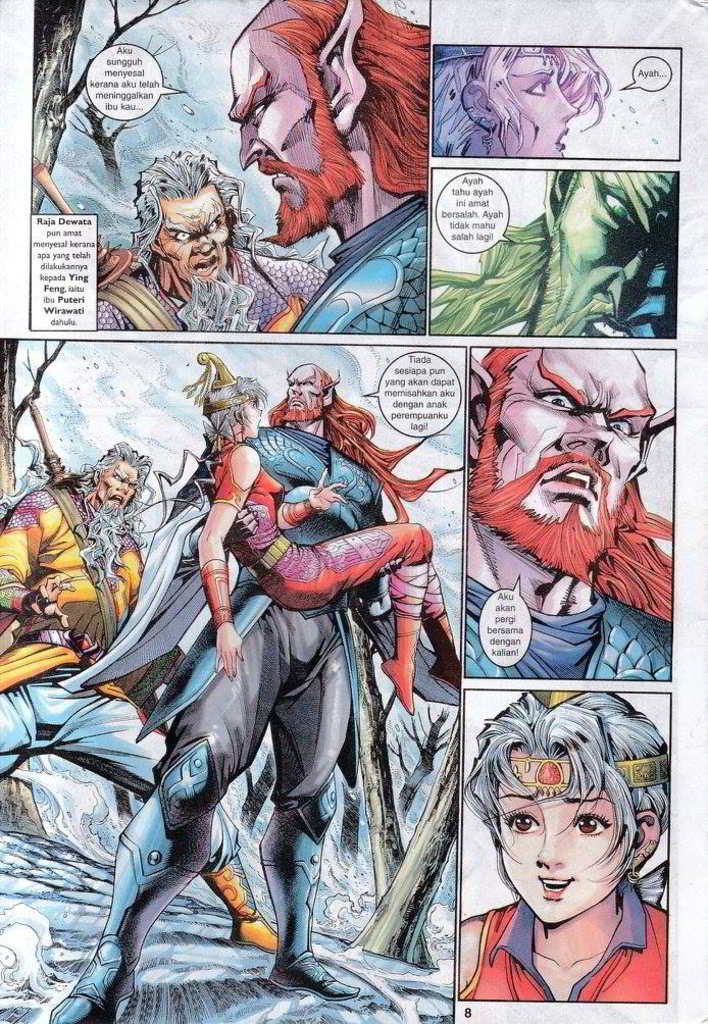 Aku
sungguh
menyesal
kerana aku telah
meninggalkan
ibu kau...
Raja Dewata
pun amat
menyesal kerana
apa yang telah
dilakukannya
kepada Ying
Feng, iaitu
ibu Puteri
Wirawati
dahulu.
Ayah...
Ayah
tahu ayah
ini amat
bersalah. Ayah
tidak mahu
salah lagi!
Tiada
sesiapa pun
yang akan dapat
memisahkan aku
dengan anak
perempuanku
lagi!
Aku
akan
pergi
bersama
dengan
kalian!
8